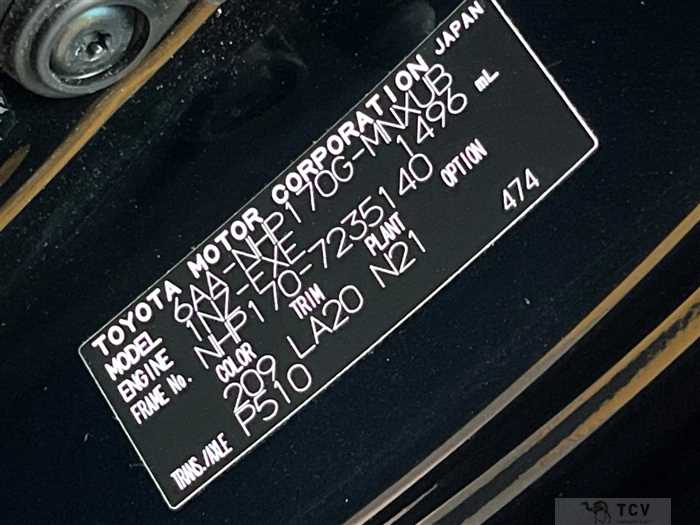 TOYOTA MOTOR CORPORATION JAPAN
MODEL 6AA-NHP170G-MNXUB
ENGINE 1NZ-EXE 1496 mL
FRAME No. NHP170-7235140
COLOR TRIM PLANT OPTION
209 LA20 N21 474
TRANS./AXLE P510
TCV